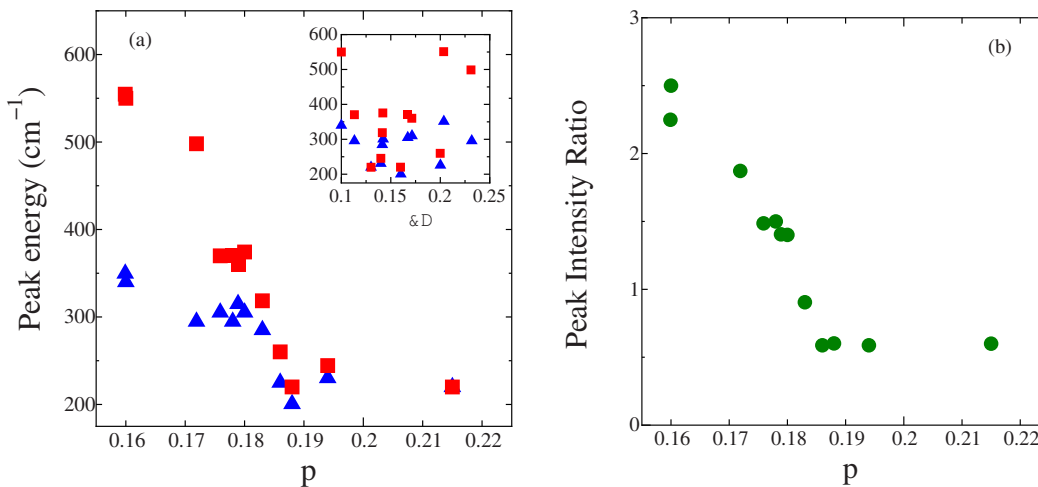 (a)
Peak energy (cm⁻¹)
600
500
400
300
200
0.16 0.17 0.18 0.19 0.2 0.21 0.22
p
600
500
400
300
200
0.1 0.15 0.2 0.25
&D
(b)
Peak Intensity Ratio
3
2
1
0
0.16 0.17 0.18 0.19 0.2 0.21 0.22
p